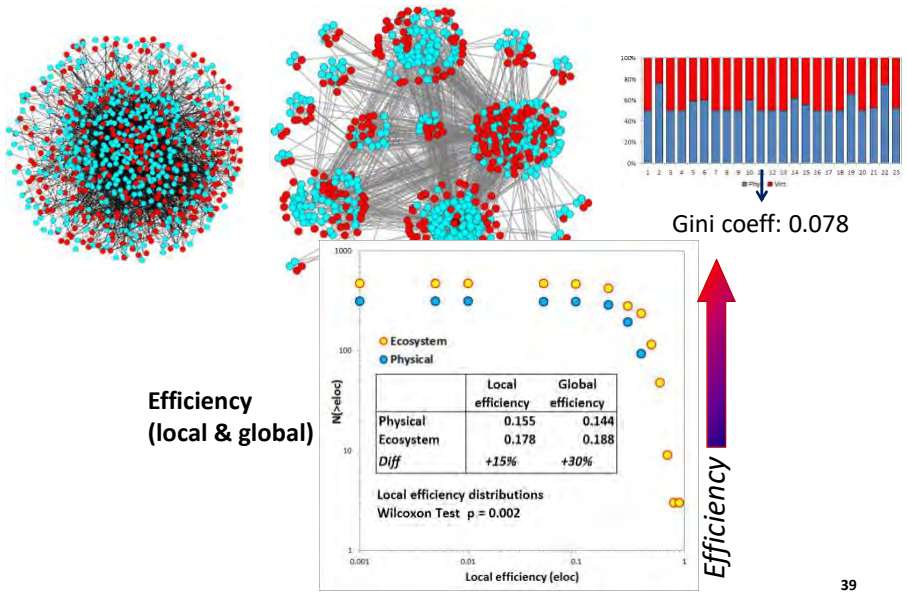 100%
80%
60%
40%
20%
0%
1 2 3 4 5 6 7 8 9 10 11 12 13 14 15 16 17 18 19 20 21 22 23
Phys Virt
Gini coeff: 0.078
Efficiency
(local & global)
N(>eloc)
1000
100
10
1
Ecosystem
Physical
Local efficiency Global efficiency
Physical 0.155 0.144
Ecosystem 0.178 0.188
Diff +15% +30%
Local efficiency distributions
Wilcoxon Test p = 0.002
0.001 0.01 0.1 1
Local efficiency (eloc)
Efficiency
39